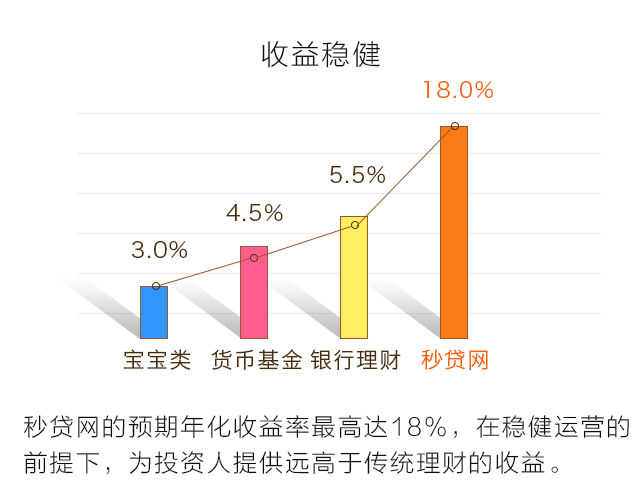 收益稳健
18.0%
5.5%
4.5%
3.0%
宝宝类 货币基金 银行理财 秒贷网
秒贷网的预期年化收益率最高达18%，在稳健运营的
前提下，为投资人提供远高于传统理财的收益。